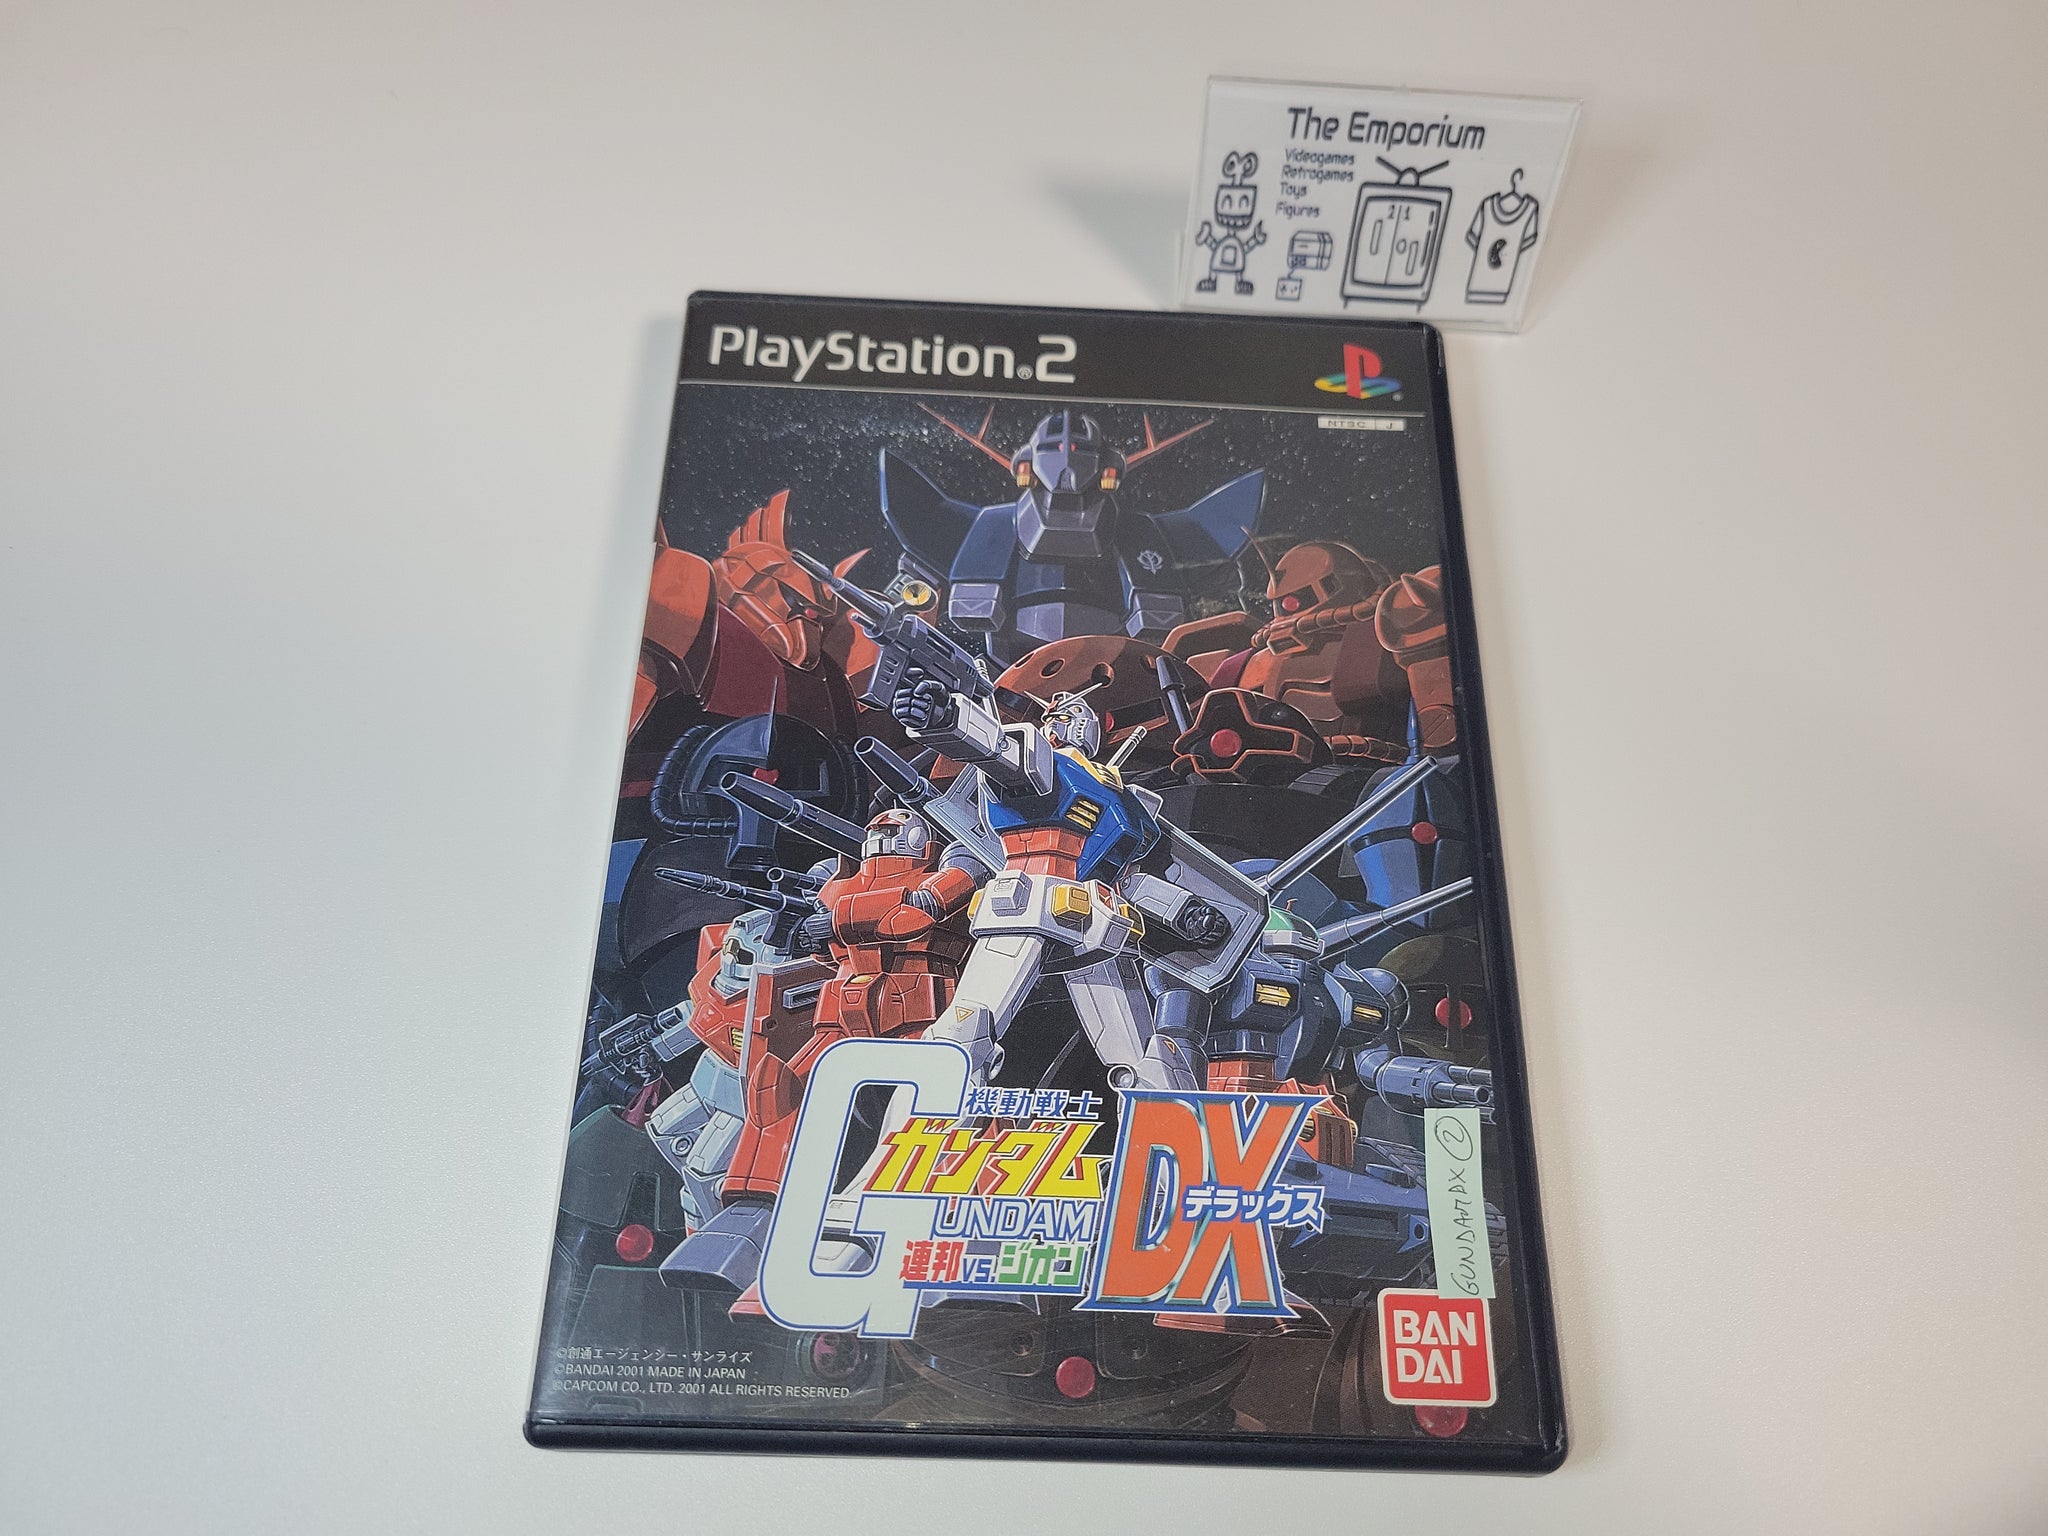 The Emporium
Videogames
Retrogames
Toys
Figures
PlayStation®2
NTSC J
機動戦士
ガンダム
GUNDAM
連邦vs.ジオン
DX
デラックス
GUNDAM DX ②
BAN
DAI
©創通エージェンシー・サンライズ
©BANDAI 2001 MADE IN JAPAN
©CAPCOM CO., LTD. 2001 ALL RIGHTS RESERVED.